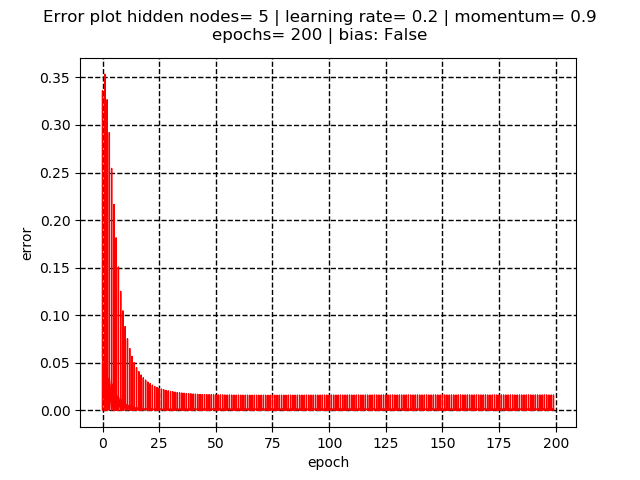 Error plot hidden nodes= 5 | learning rate= 0.2 | momentum= 0.9
epochs= 200 | bias: False
0.35
0.30
0.25
0.20
0.15
0.10
0.05
0.00
error
0 25 50 75 100 125 150 175 200
epoch